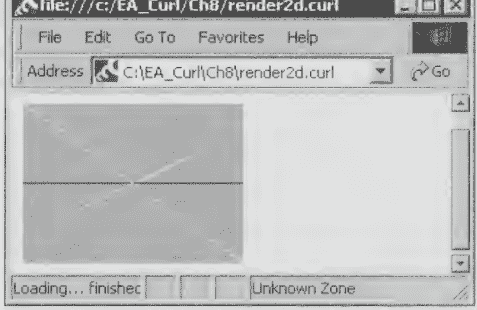 file:///c:/EA_Curl/Ch8/render2d.curl
File Edit Go To Favorites Help
Address C:\EA_Curl\Ch8\render2d.curl Go
Loading... finished Unknown Zone